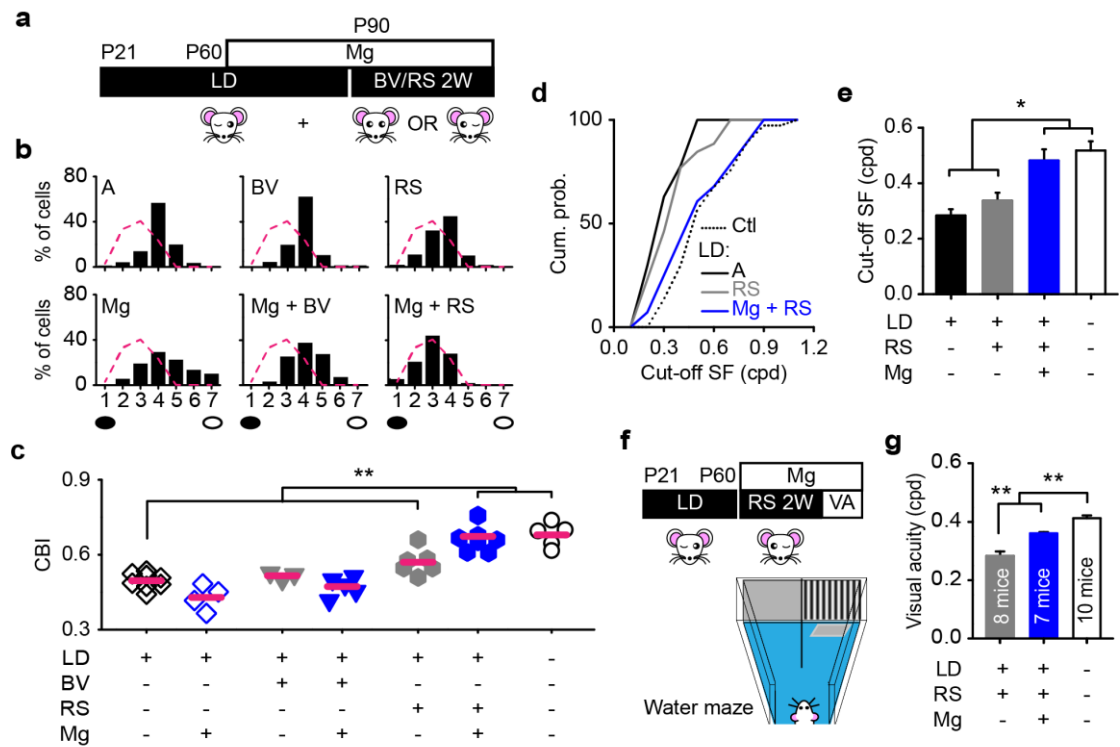 a
P90
P21 P60 Mg
LD BV/RS 2W
+ OR
b
80 A BV RS
40
0
% of cells
80 Mg Mg + BV Mg + RS
40
0
% of cells
1 2 3 4 5 6 7 1 2 3 4 5 6 7 1 2 3 4 5 6 7
c
**
0.9
0.6
0.3
CBI
LD + + + + + + -
BV - - + + - - -
RS - - - - + + -
Mg - + - + - + -
d
100
50
0
Cum. prob.
Ctl
LD:
A
RS
Mg + RS
0.3 0.6 0.9 1.2
Cut-off SF (cpd)
e
*
0.6
0.4
0.2
0.0
Cut-off SF (cpd)
LD + + + -
RS - + + -
Mg - - + -
f
P21 P60 Mg
LD RS 2W VA
Water maze
g
** **
0.6
0.4
0.2
0.0
Visual acuity (cpd)
8 mice
7 mice
10 mice
LD + + -
RS + + -
Mg - + -